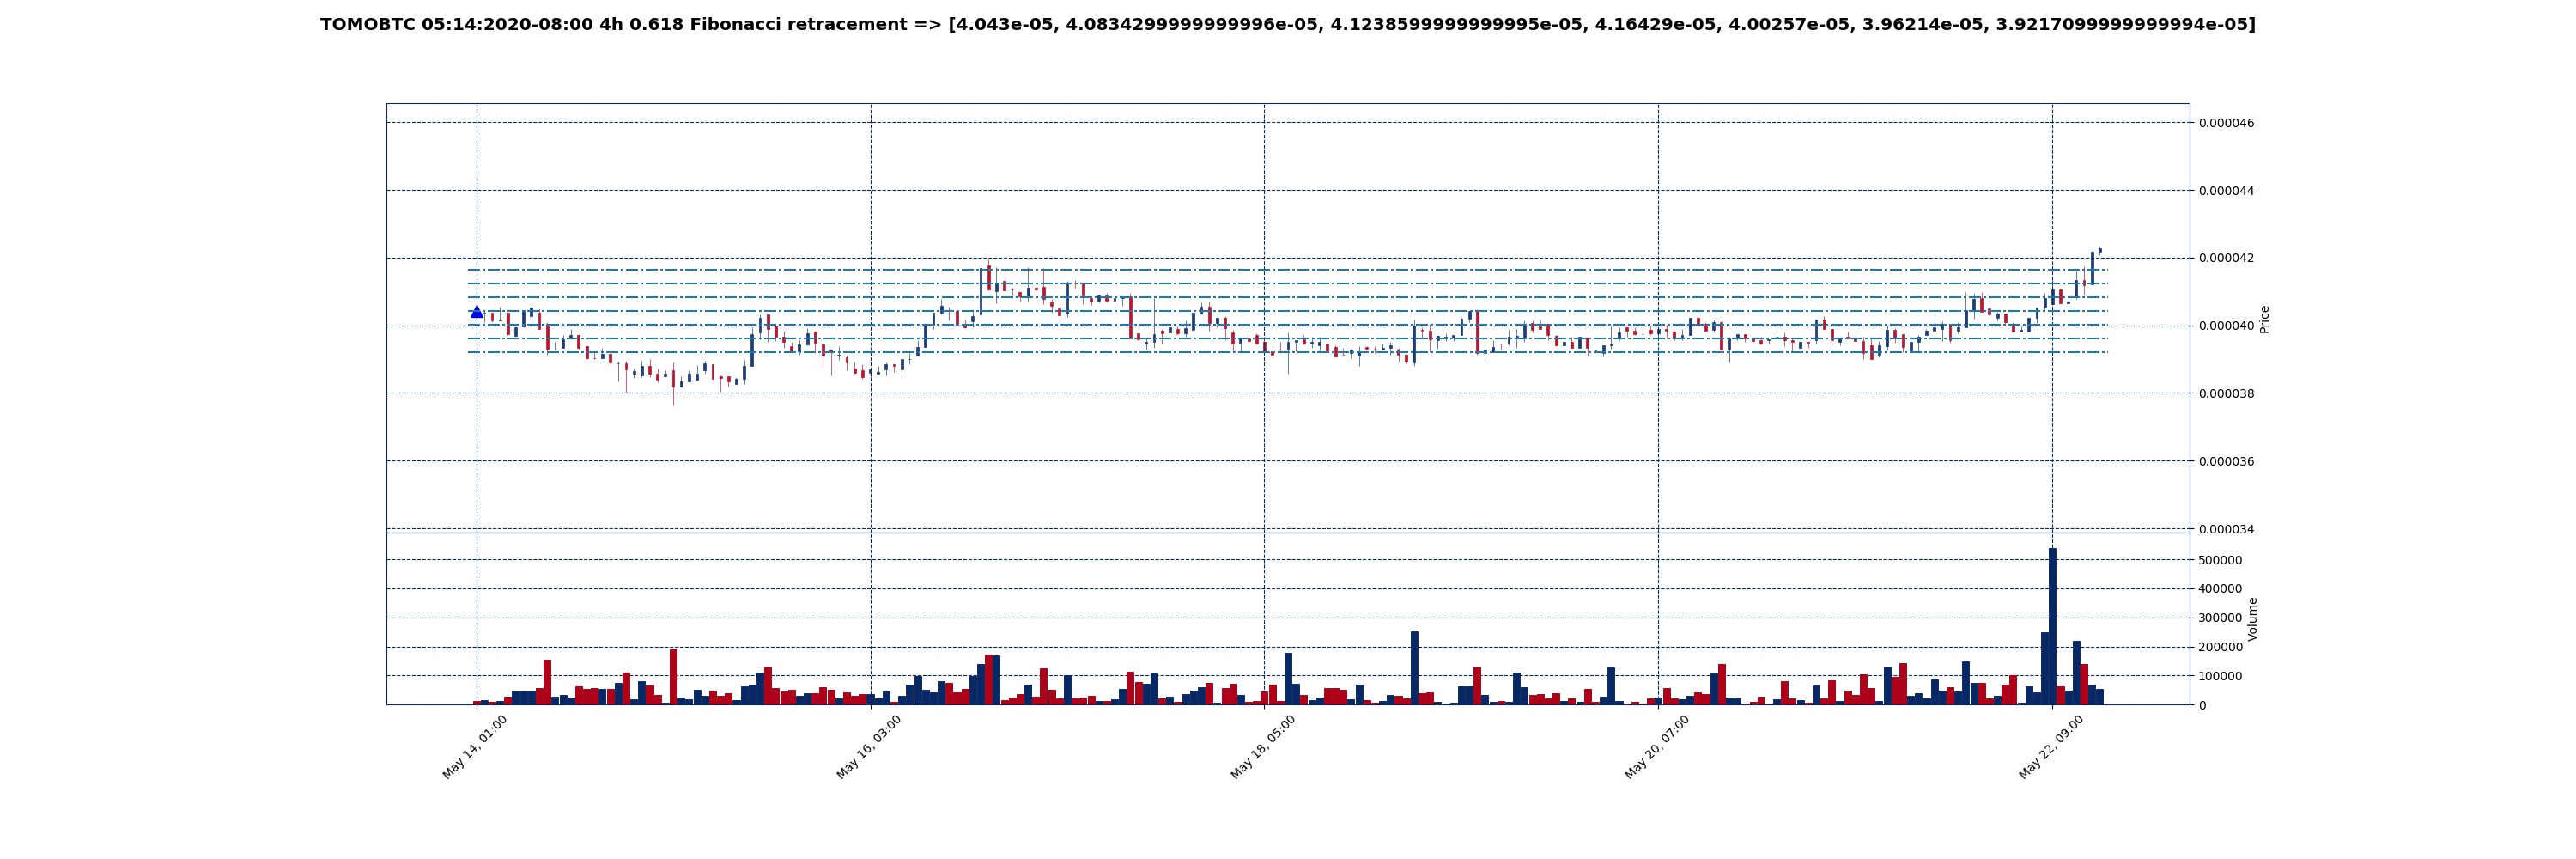 TOMOBTC 05:14:2020-08:00 4h 0.618 Fibonacci retracement => [4.043e-05, 4.0834299999999996e-05, 4.1238599999999995e-05, 4.16429e-05, 4.00257e-05, 3.96214e-05, 3.9217099999999994e-05]
0.000046
0.000044
0.000042
0.000040
0.000038
0.000036
0.000034
Price
500000
400000
300000
200000
100000
0
Volume
May 14, 01:00
May 16, 03:00
May 18, 05:00
May 20, 07:00
May 22, 09:00